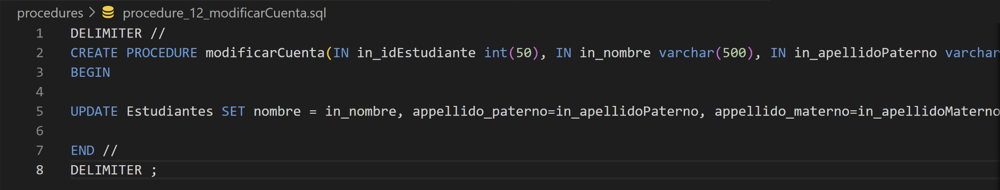 procedures > procedure_12_modificarCuenta.sql
1 DELIMITER //
2 CREATE PROCEDURE modificarCuenta(IN in_idEstudiante int(50), IN in_nombre varchar(500), IN in_apellidoPaterno varchar
3 BEGIN
4
5 UPDATE Estudiantes SET nombre = in_nombre, appellido_paterno=in_apellidoPaterno, appellido_materno=in_apellidoMaterno
6
7 END //
8 DELIMITER ;